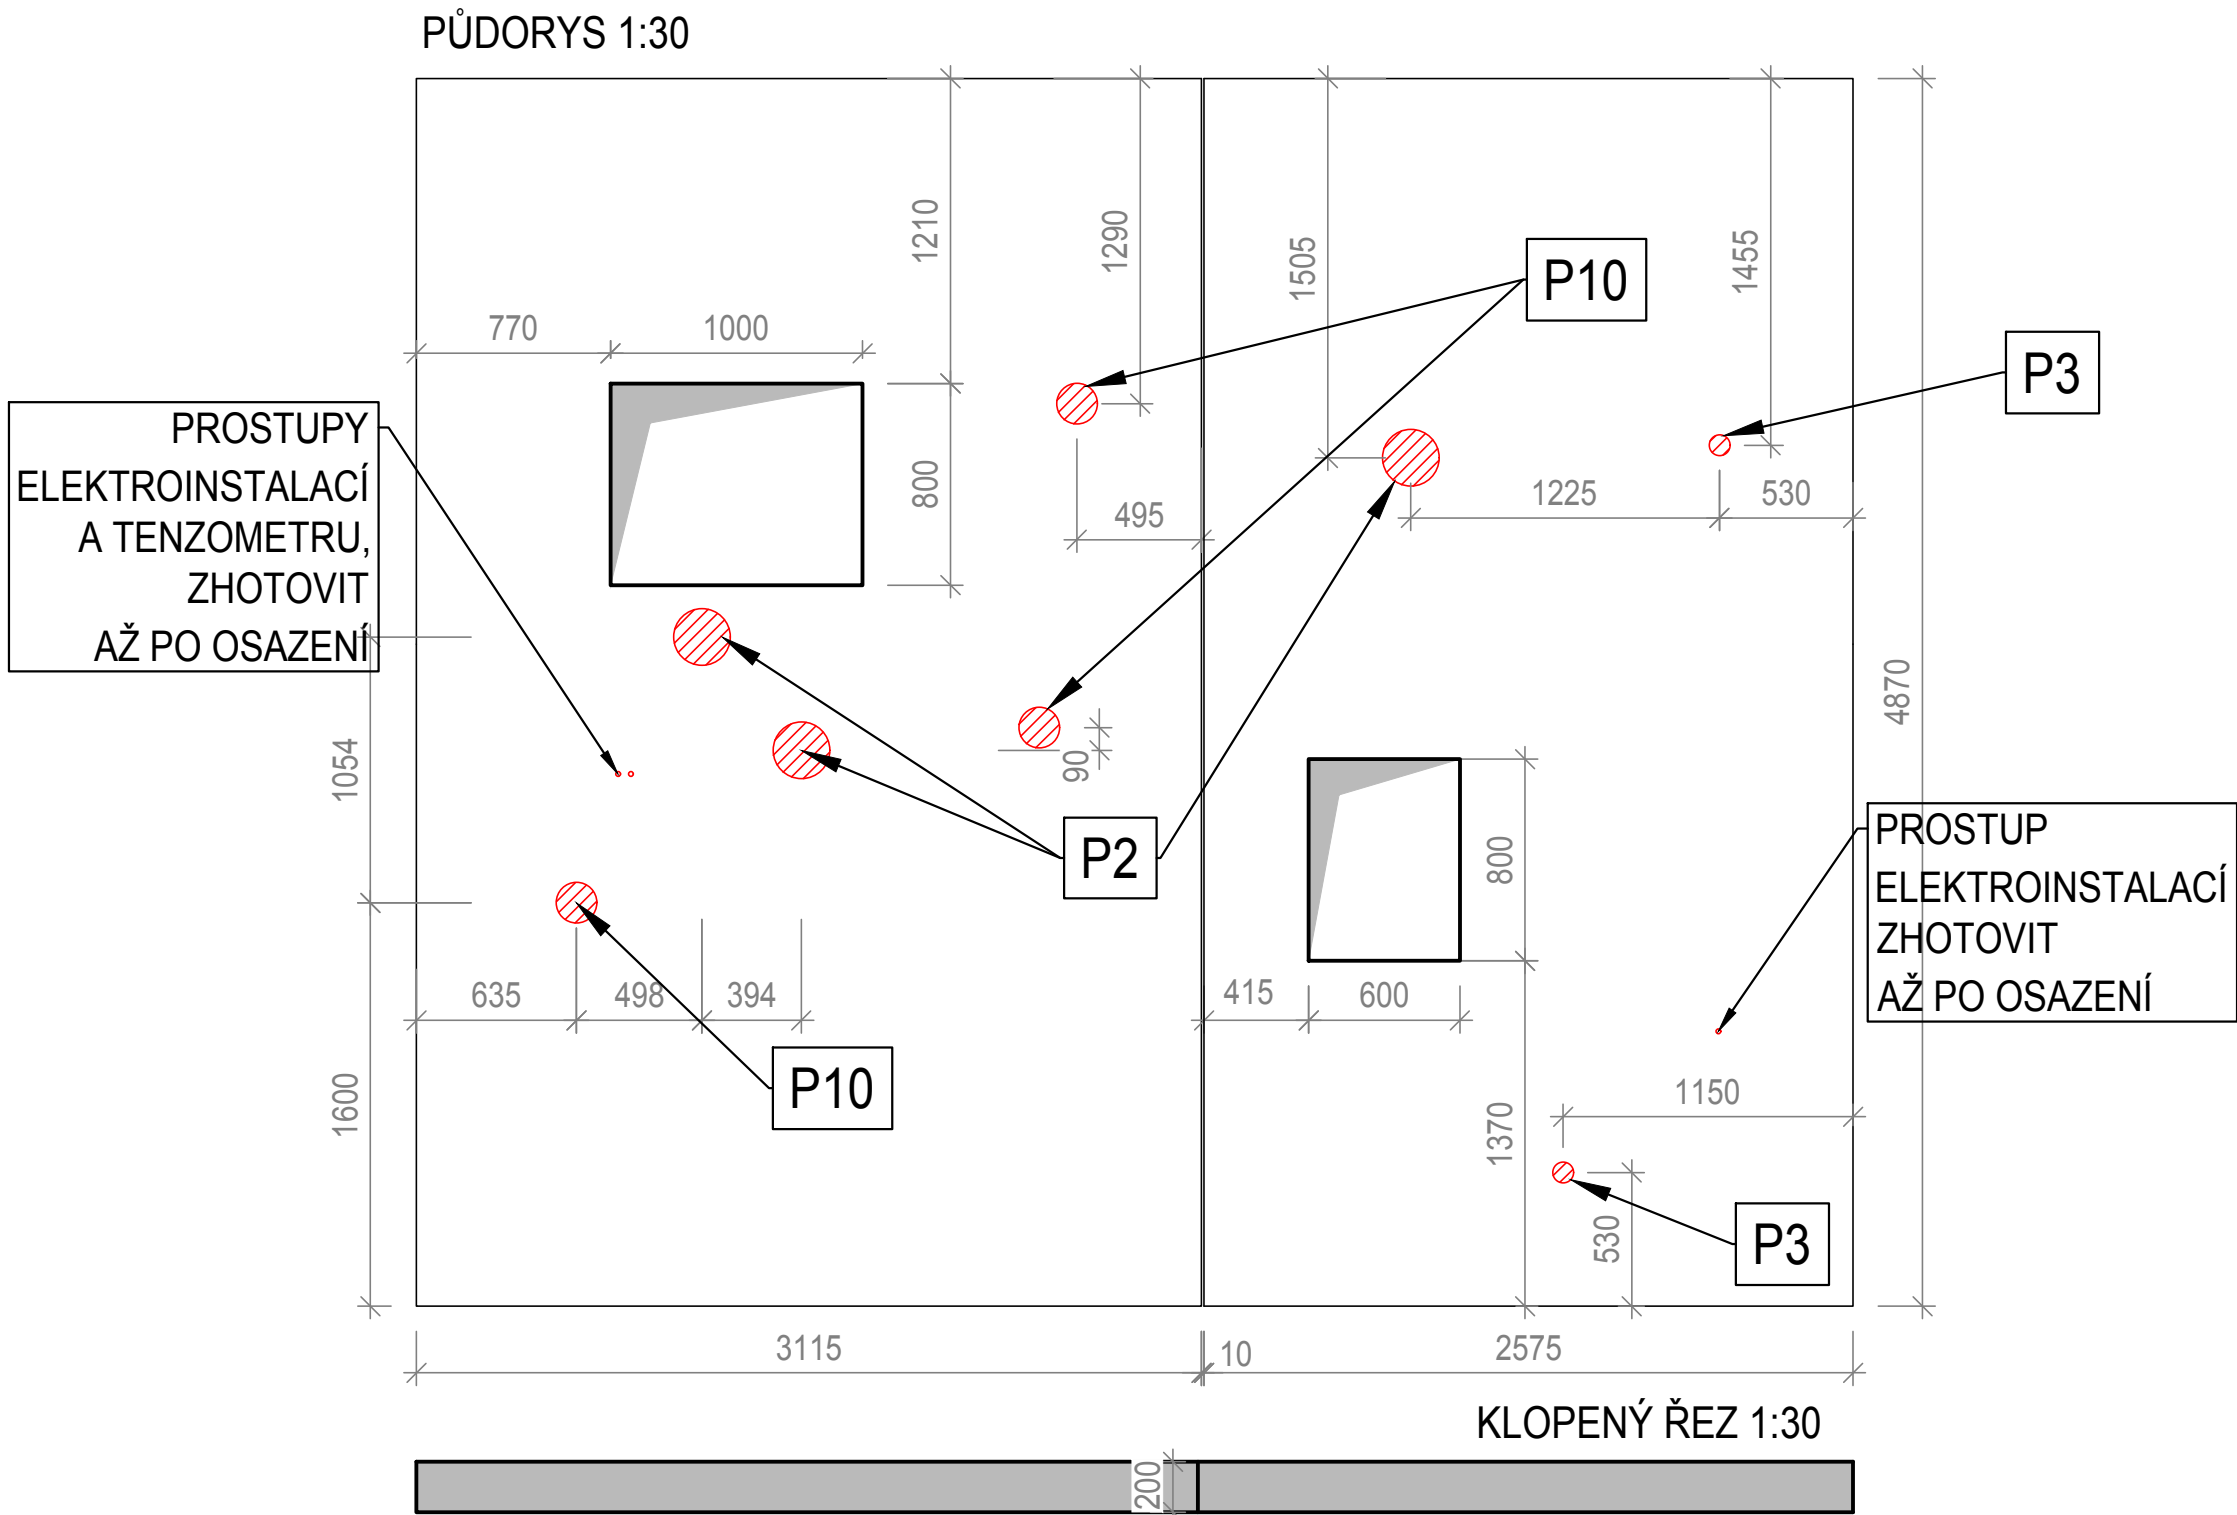 PŮDORYS 1:30
1210
1290
1505
1455
P10
770
1000
P3
PROSTUPY
ELEKTROINSTALACÍ
A TENZOMETRU,
ZHOTOVIT
AŽ PO OSAZENÍ
800
495
1225
530
4870
1054
90
P2
800
PROSTUP
ELEKTROINSTALACÍ
ZHOTOVIT
AŽ PO OSAZENÍ
635
498
394
415
600
P10
1600
1150
1370
530
P3
3115
10
2575
KLOPENÝ ŘEZ 1:30
200